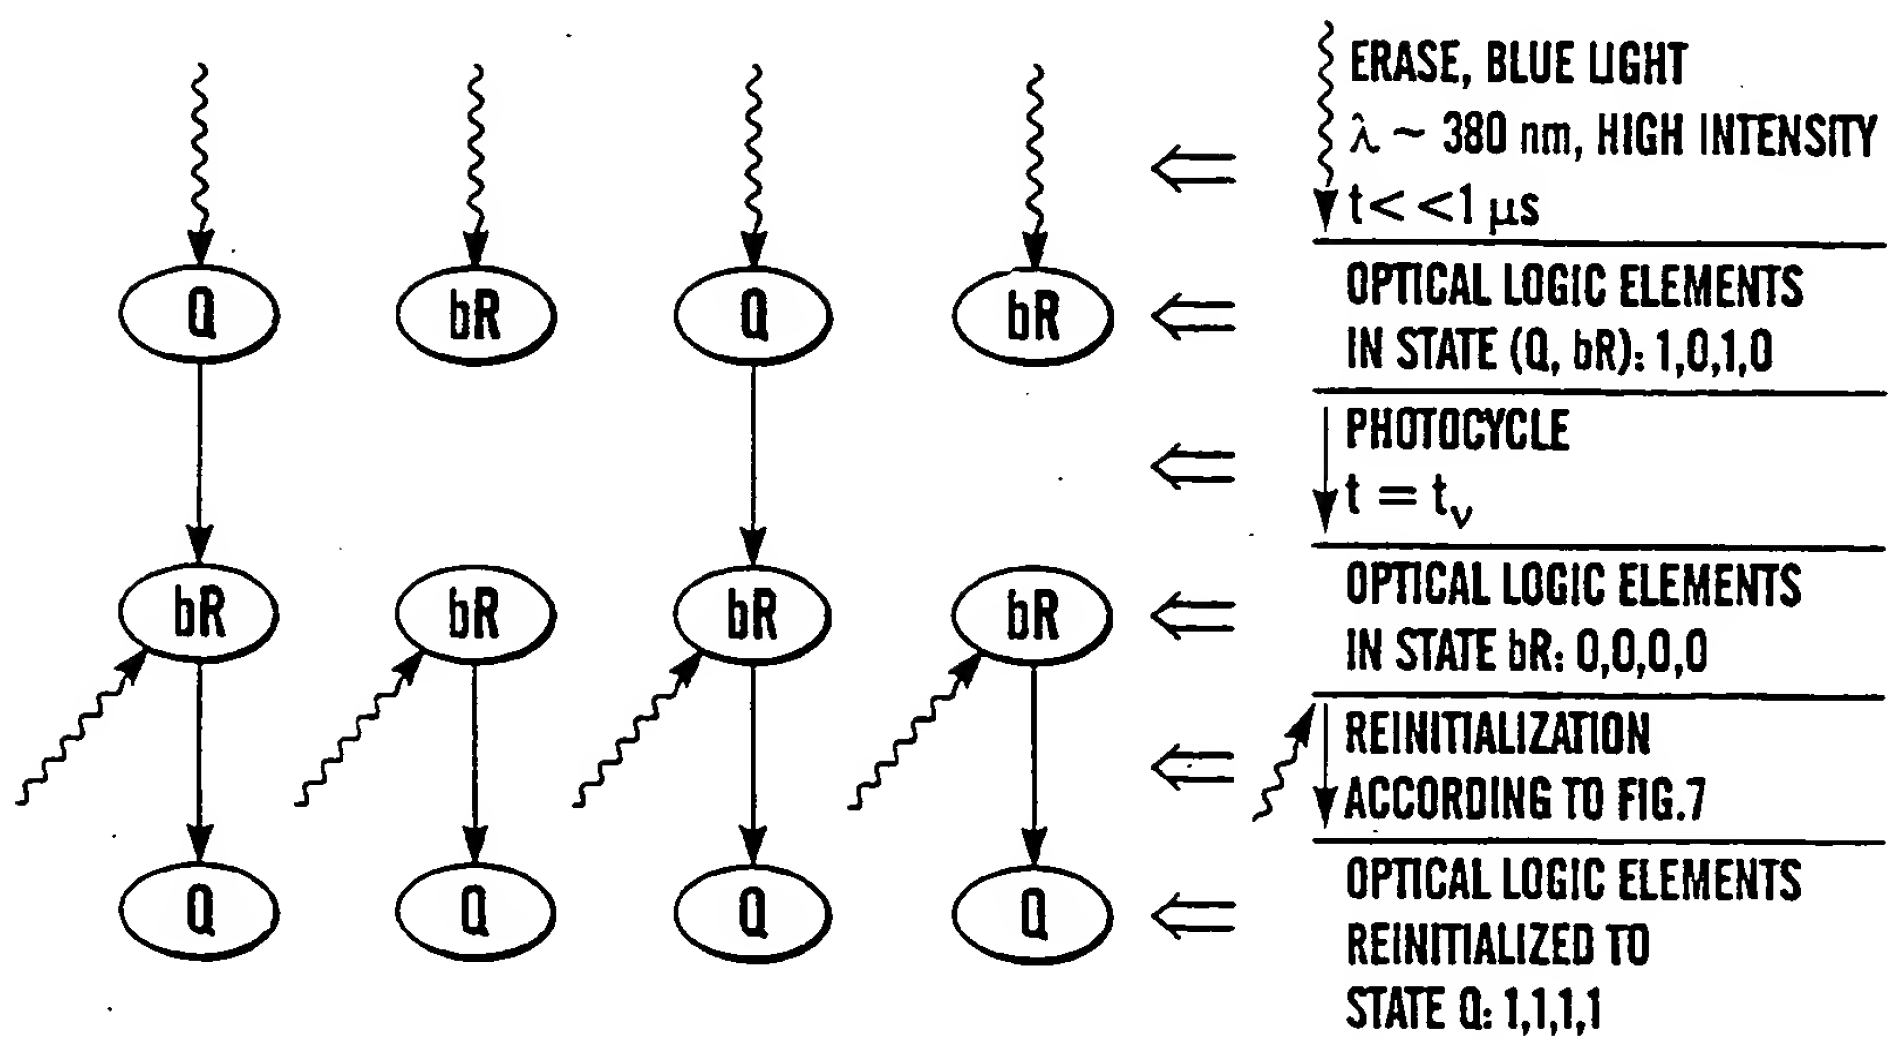 ERASE, BLUE LIGHT
λ ~ 380 nm, HIGH INTENSITY
t< <1 μs
Q bR Q bR
OPTICAL LOGIC ELEMENTS
IN STATE (Q, bR): 1,0,1,0
PHOTOCYCLE
t = tᵥ
bR bR bR bR
OPTICAL LOGIC ELEMENTS
IN STATE bR: 0,0,0,0
REINITIALIZATION
ACCORDING TO FIG.7
Q Q Q Q
OPTICAL LOGIC ELEMENTS
REINITIALIZED TO
STATE Q: 1,1,1,1